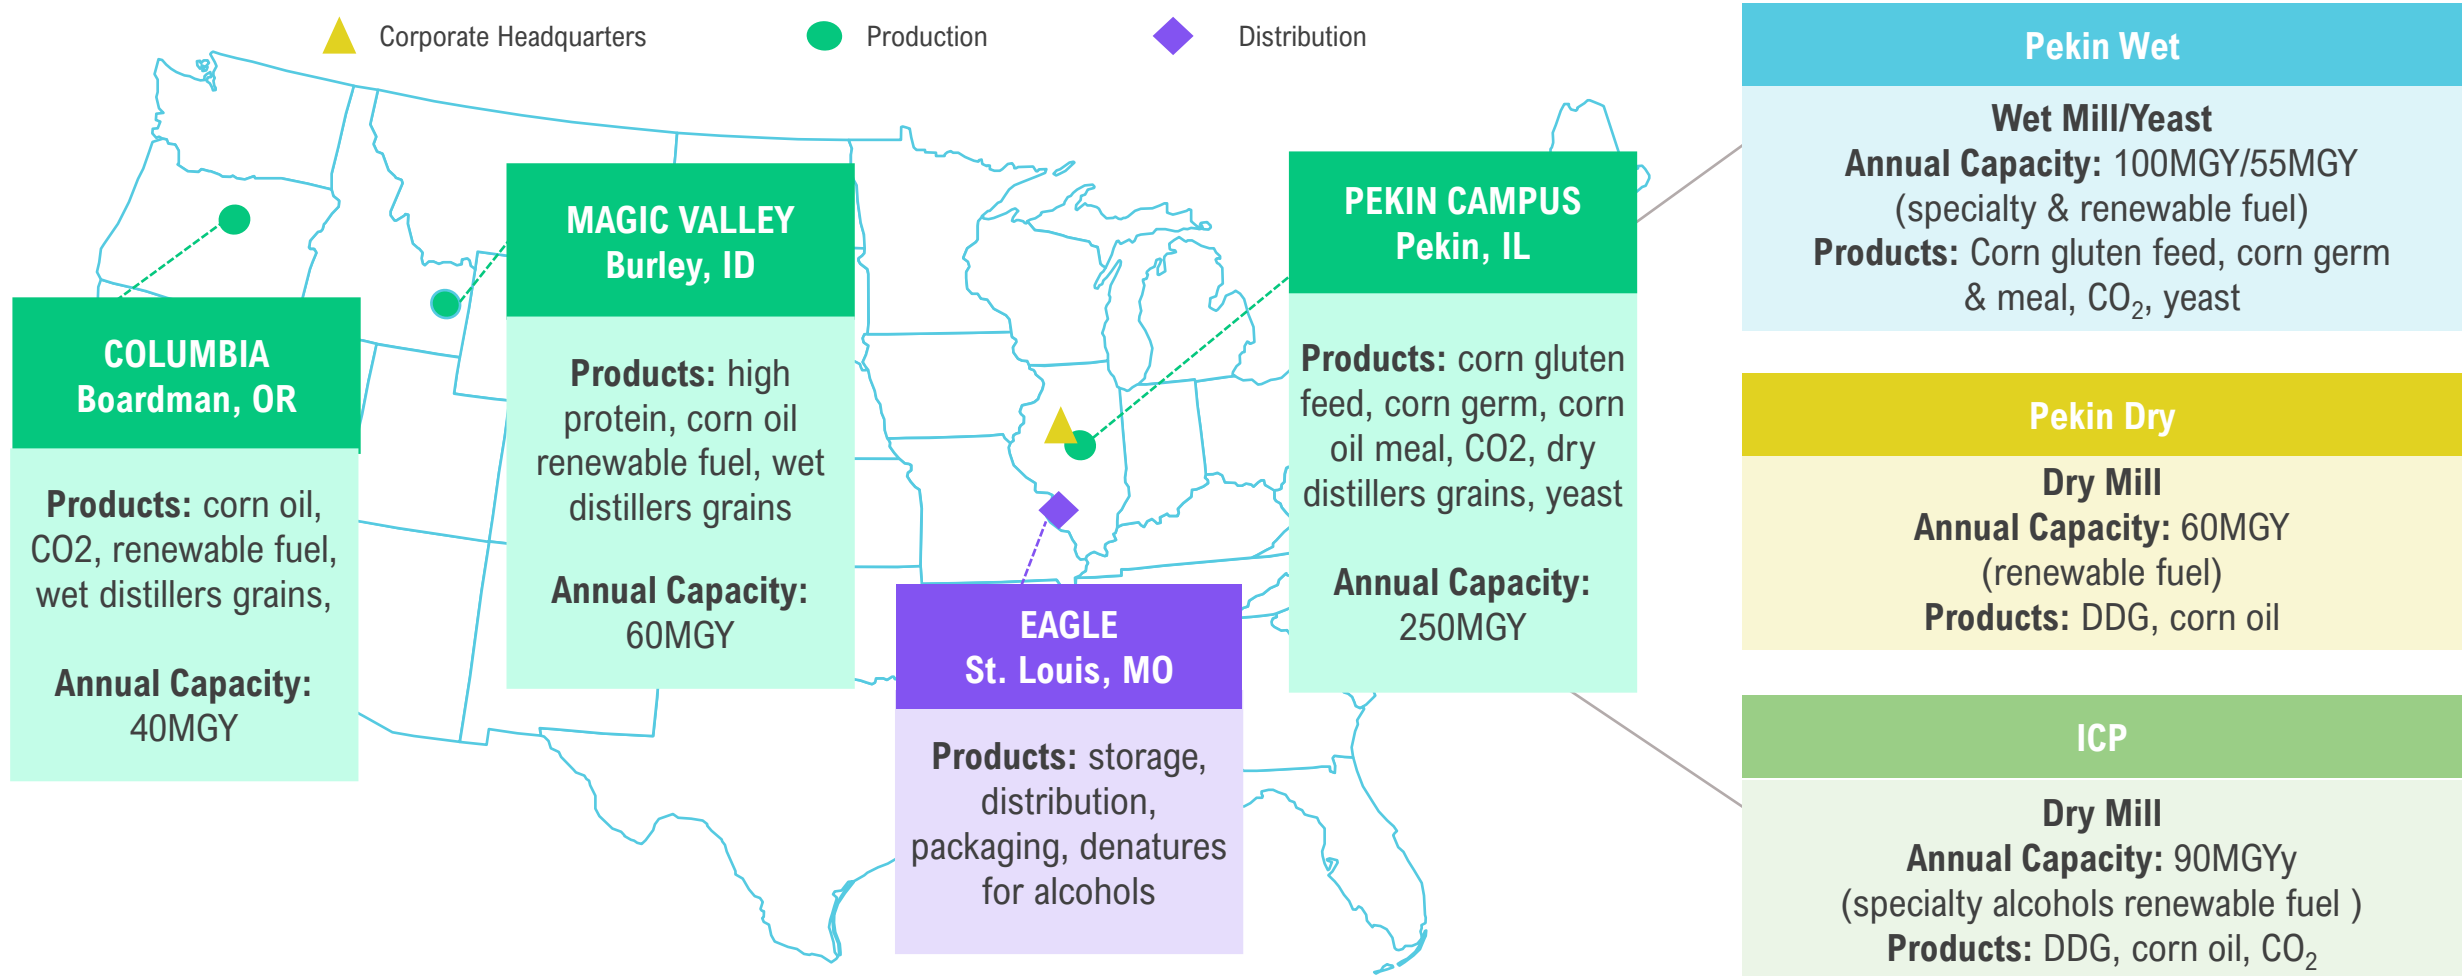 Corporate Headquarters
Production
Distribution
COLUMBIA
Boardman, OR
Products: corn oil,
CO2, renewable fuel,
wet distillers grains,
Annual Capacity:
40MGY
MAGIC VALLEY
Burley, ID
Products: high
protein, corn oil
renewable fuel, wet
distillers grains
Annual Capacity:
60MGY
EAGLE
St. Louis, MO
Products: storage,
distribution,
packaging, denatures
for alcohols
PEKIN CAMPUS
Pekin, IL
Products: corn gluten
feed, corn germ, corn
oil meal, CO2, dry
distillers grains, yeast
Annual Capacity:
250MGY
Pekin Wet
Wet Mill/Yeast
Annual Capacity: 100MGY/55MGY
(specialty & renewable fuel)
Products: Corn gluten feed, corn germ
& meal, CO₂, yeast
Pekin Dry
Dry Mill
Annual Capacity: 60MGY
(renewable fuel)
Products: DDG, corn oil
ICP
Dry Mill
Annual Capacity: 90MGYy
(specialty alcohols renewable fuel )
Products: DDG, corn oil, CO₂